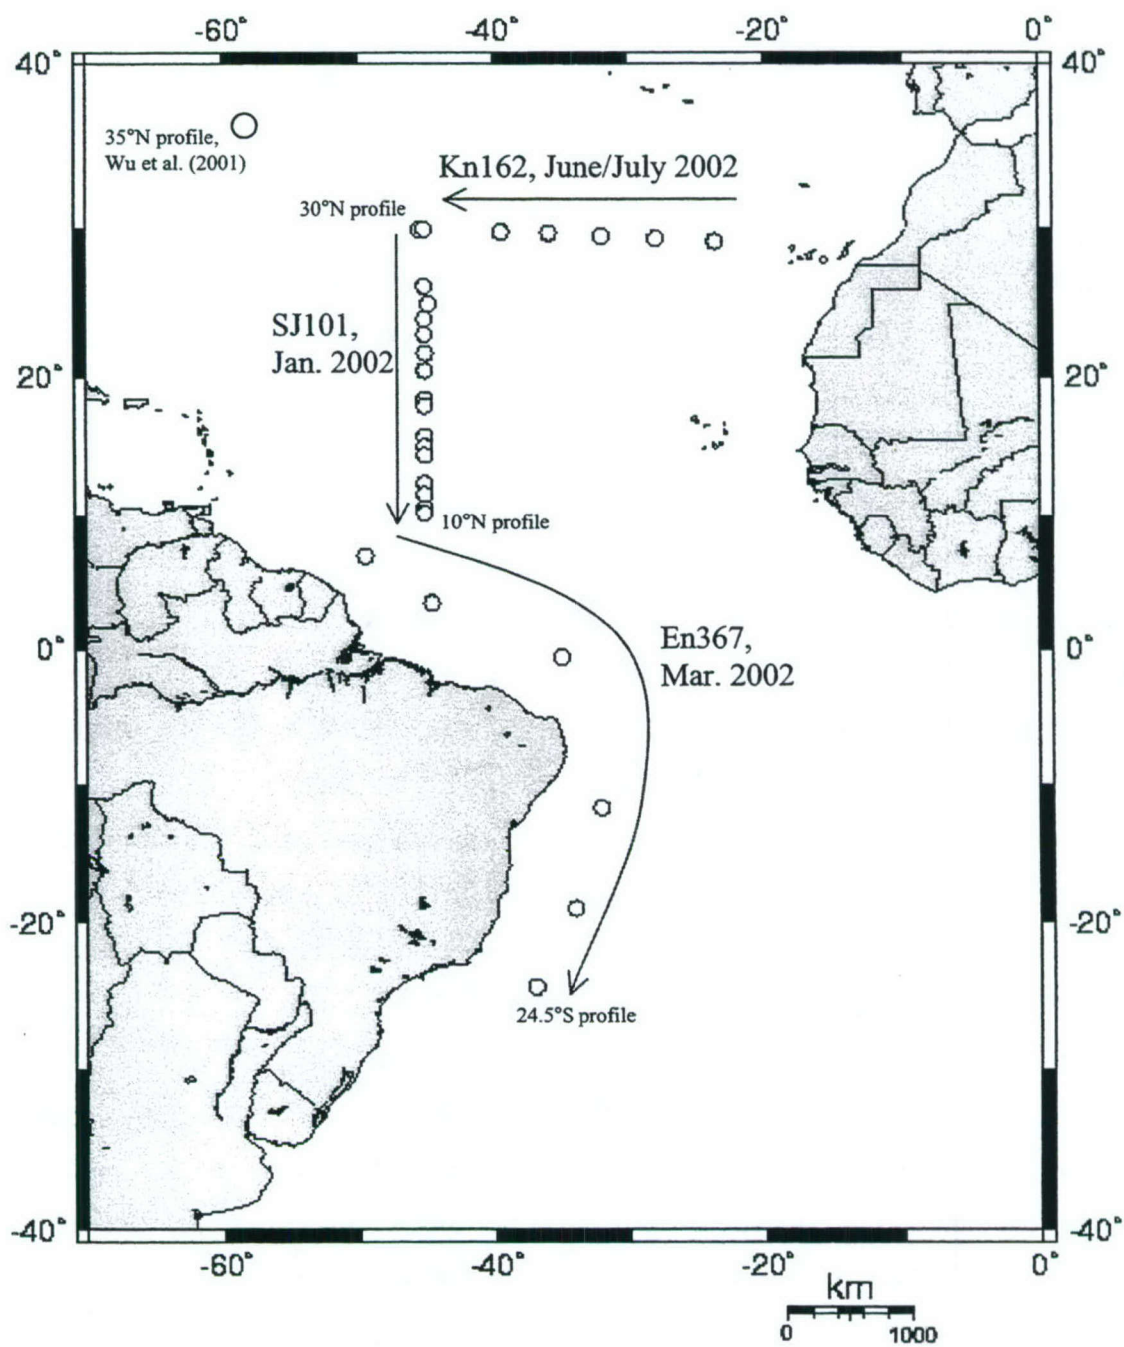 -60° -40° -20° 0°
40° 40°
35°N profile,
Wu et al. (2001)
Kn162, June/July 2002
30°N profile
SJ101,
Jan. 2002
20° 20°
10°N profile
0° 0°
En367,
Mar. 2002
-20° -20°
24.5°S profile
-40° -40°
-60° -40° -20° 0°
km
0 1000